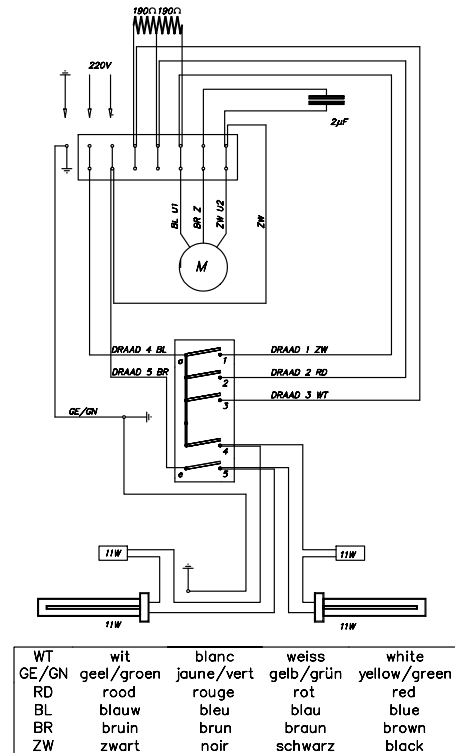 190Ω 190Ω
220V
2µF
BL U1
BR Z
ZW U2
ZW
M
DRAAD 4 BL
DRAAD 1 ZW
a
1
DRAAD 5 BR
DRAAD 2 RD
2
DRAAD 3 WT
3
GE/GN
4
e
5
11W
11W
11W
11W
WT wit blanc weiss white
GE/GN geel/groen jaune/vert gelb/grün yellow/green
RD rood rouge rot red
BL blauw bleu blau blue
BR bruin brun braun brown
ZW zwart noir schwarz black